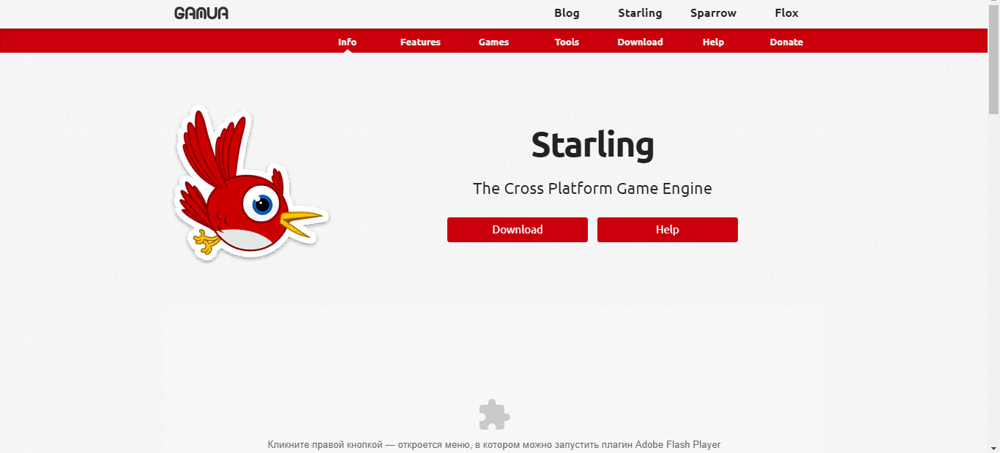 GAMUA Blog Starling Sparrow Flox
Info Features Games Tools Download Help Donate
Starling
The Cross Platform Game Engine
Download Help
Кликните правой кнопкой — откроется меню, в котором можно запустить плагин Adobe Flash Player